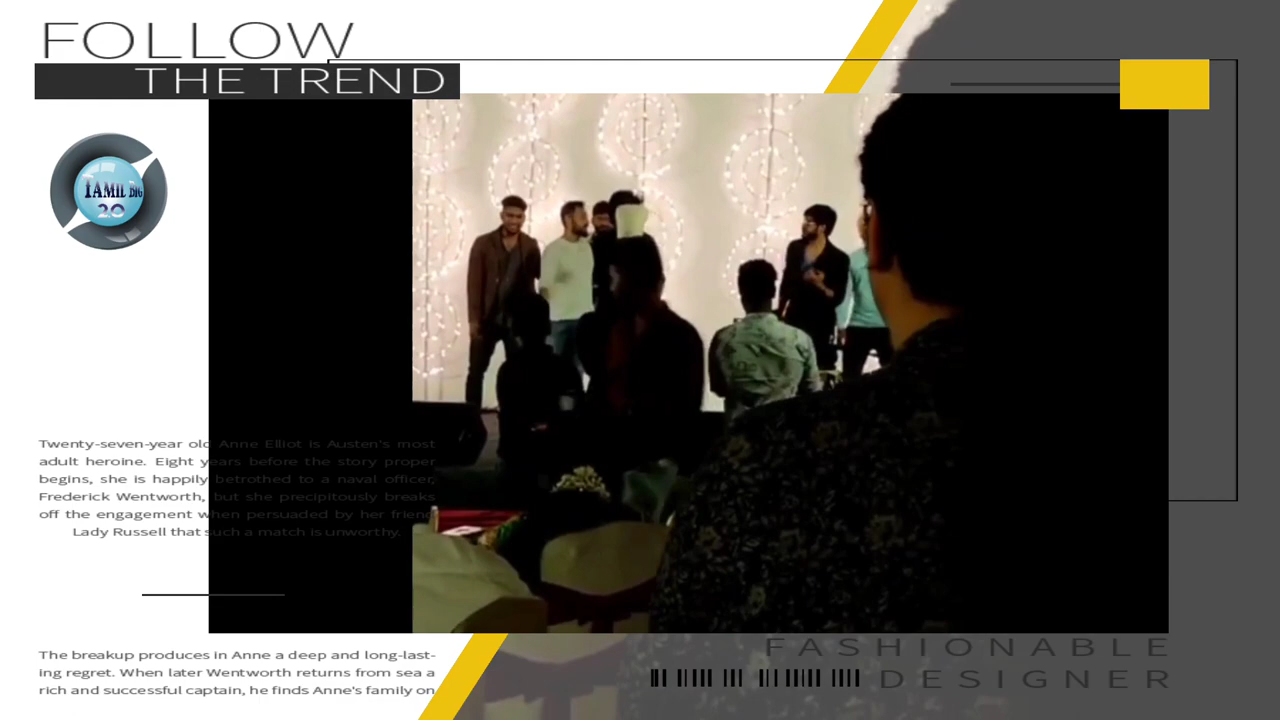 FOLLOW
THE TREND
TAMIL BIG
20
Twenty-seven-year old Anne Elliot is Austen's most
adult heroine. Eight years before the story proper
begins, she is happily betrothed to a naval officer,
Frederick Wentworth, but she precipitously breaks
off the engagement when persuaded by her friend
Lady Russell that such a match is unworthy.
The breakup produces in Anne a deep and long-last-
ing regret. When later Wentworth returns from sea a
rich and successful captain, he finds Anne's family on
FASHIONABLE
DESIGNER